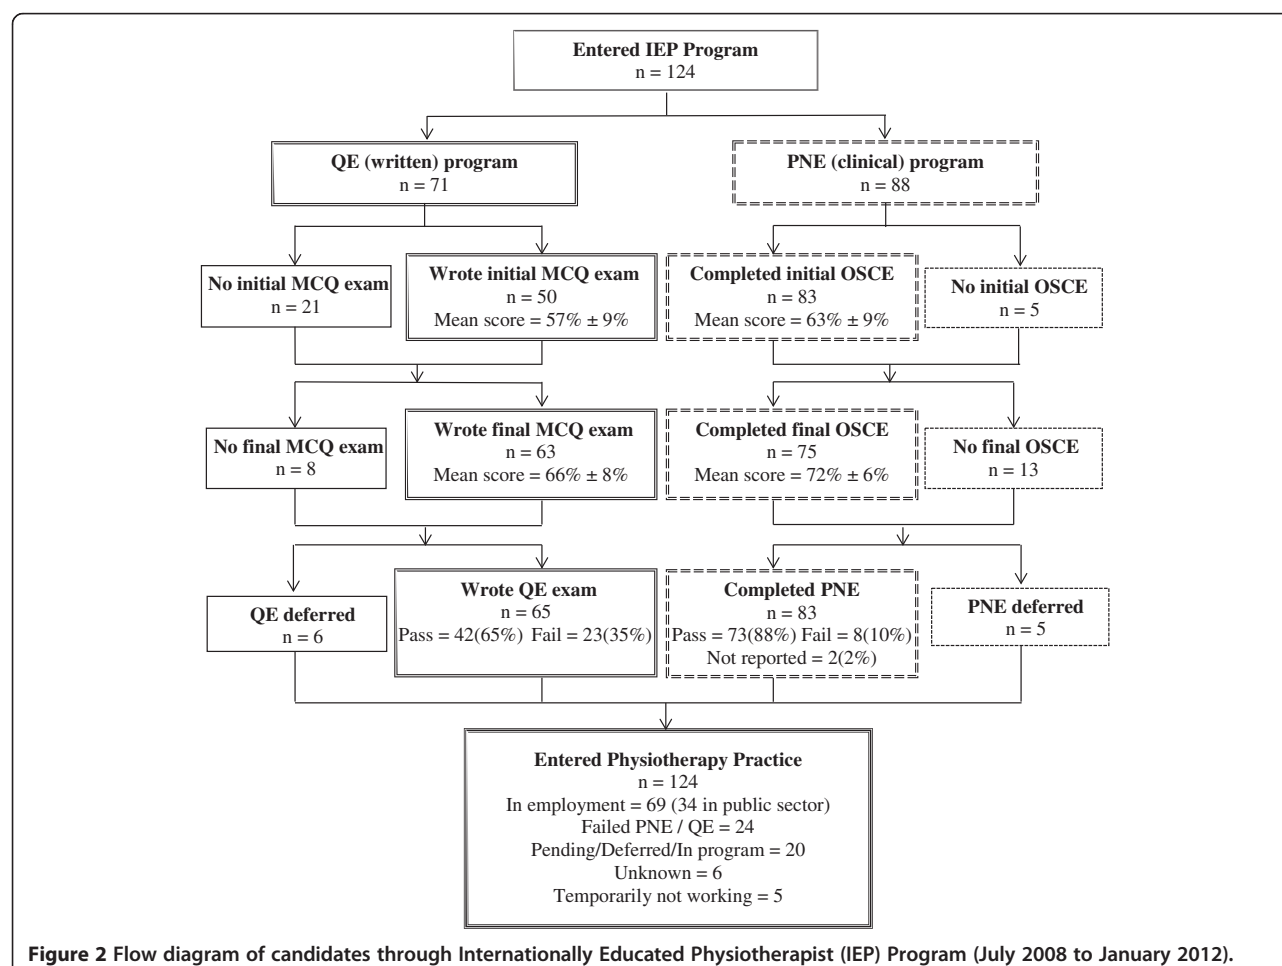 Entered IEP Program
n = 124
QE (written) program
n = 71
PNE (clinical) program
n = 88
No initial MCQ exam
n = 21
Wrote initial MCQ exam
n = 50
Mean score = 57% ± 9%
Completed initial OSCE
n = 83
Mean score = 63% ± 9%
No initial OSCE
n = 5
No final MCQ exam
n = 8
Wrote final MCQ exam
n = 63
Mean score = 66% ± 8%
Completed final OSCE
n = 75
Mean score = 72% ± 6%
No final OSCE
n = 13
QE deferred
n = 6
Wrote QE exam
n = 65
Pass = 42(65%) Fail = 23(35%)
Completed PNE
n = 83
Pass = 73(88%) Fail = 8(10%)
Not reported = 2(2%)
PNE deferred
n = 5
Entered Physiotherapy Practice
n = 124
In employment = 69 (34 in public sector)
Failed PNE / QE = 24
Pending/Deferred/In program = 20
Unknown = 6
Temporarily not working = 5
Figure 2 Flow diagram of candidates through Internationally Educated Physiotherapist (IEP) Program (July 2008 to January 2012).